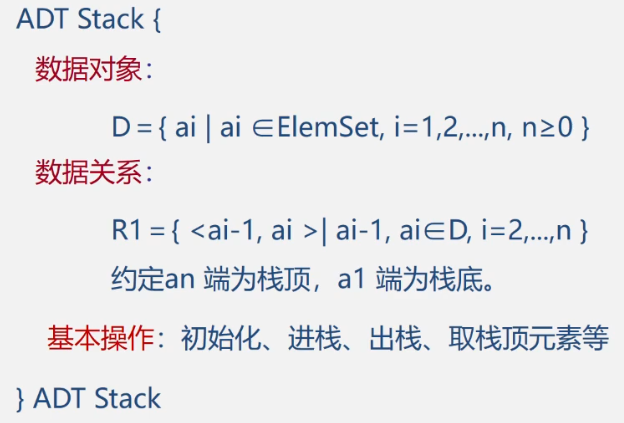 ADT Stack {
数据对象：
D = { ai | ai ∈ElemSet, i=1,2,...,n, n≥0 }
数据关系：
R1 = { <ai-1, ai >| ai-1, ai∈D, i=2,...,n }
约定an 端为栈顶，a1 端为栈底。
基本操作：初始化、进栈、出栈、取栈顶元素等
} ADT Stack